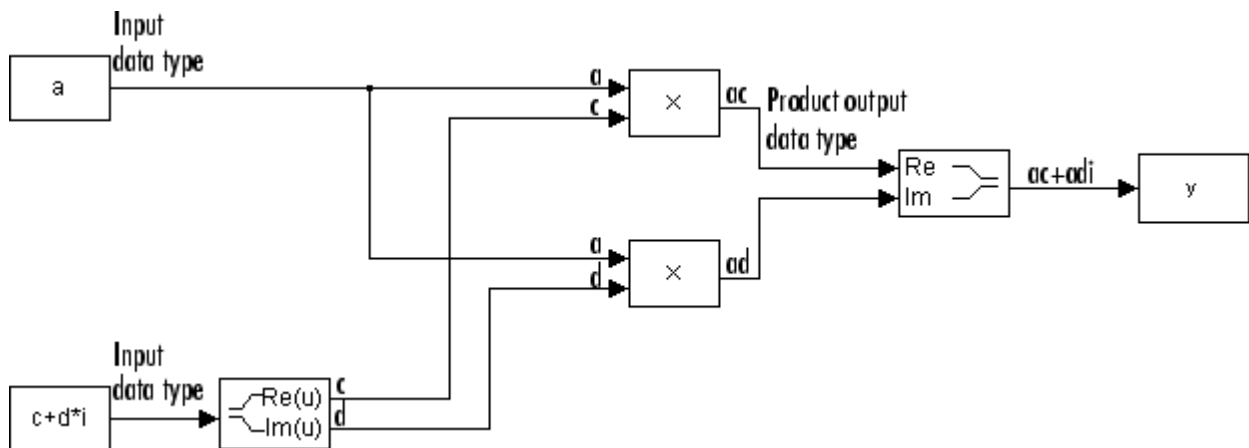 Input
data type
a
a
c
×
ac
Product output
data type
Re
Im
ac+adi
y
a
d
×
ad
Input
data type
c+d*i
Re(u)
Im(u)
c
d